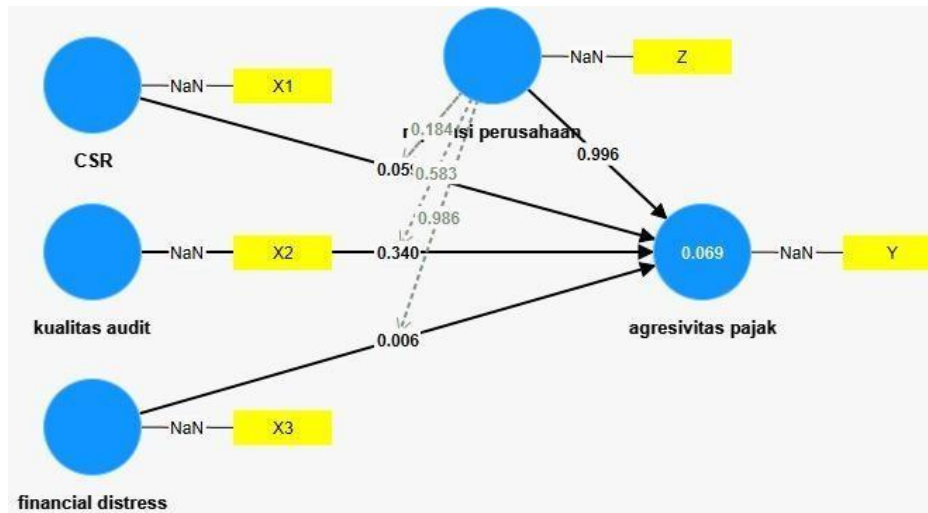 NaN
X1
CSR
NaN
Z
perusahaan
0.184
0.583
0.986
0.996
NaN
X2
0.340
kualitas audit
0.069
NaN
Y
agresivitas pajak
0.006
NaN
X3
financial distress